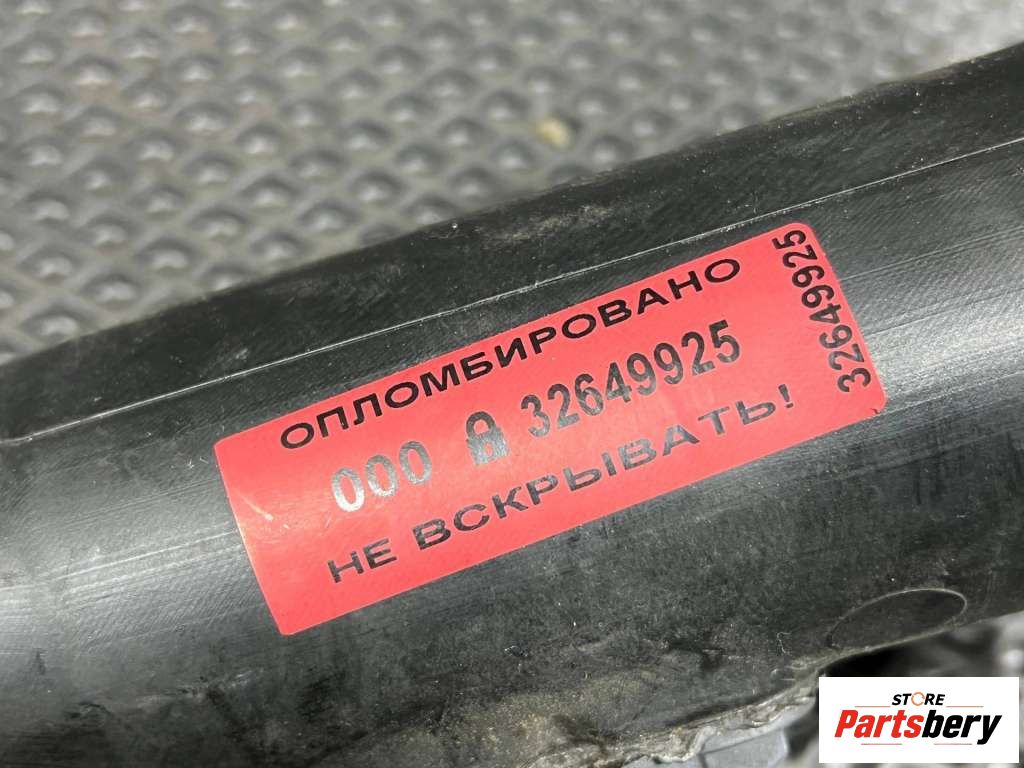 ОПЛОМБИРОВАНО
000 32649925
НЕ ВСКРЫВАТЬ!
32649925
STORE
Partsbery